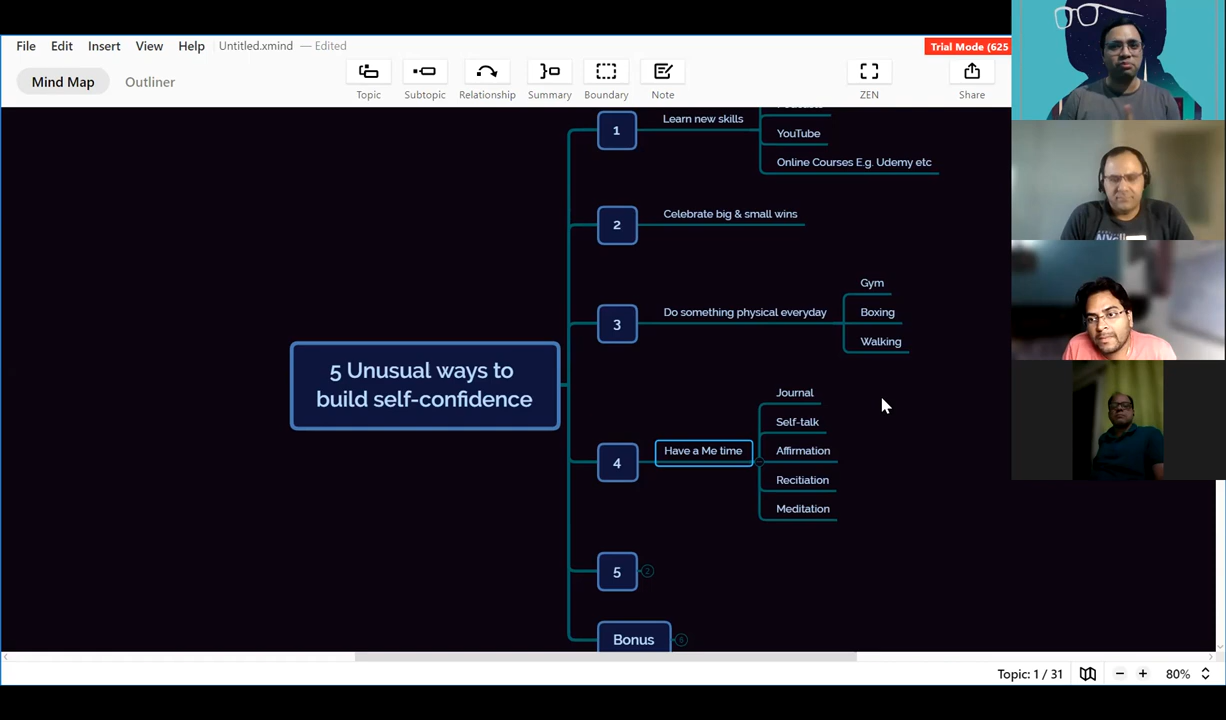 File Edit Insert View Help Untitled.xmind — Edited
Trial Mode (625
Mind Map Outliner
Topic Subtopic Relationship Summary Boundary Note ZEN Share
5 Unusual ways to
build self-confidence
1
Learn new skills
Podcasts
YouTube
Online Courses E.g. Udemy etc
2
Celebrate big & small wins
3
Do something physical everyday
Gym
Boxing
Walking
4
Have a Me time
Journal
Self-talk
Affirmation
Recitiation
Meditation
5
2
Bonus
6
Topic: 1 / 31
80%